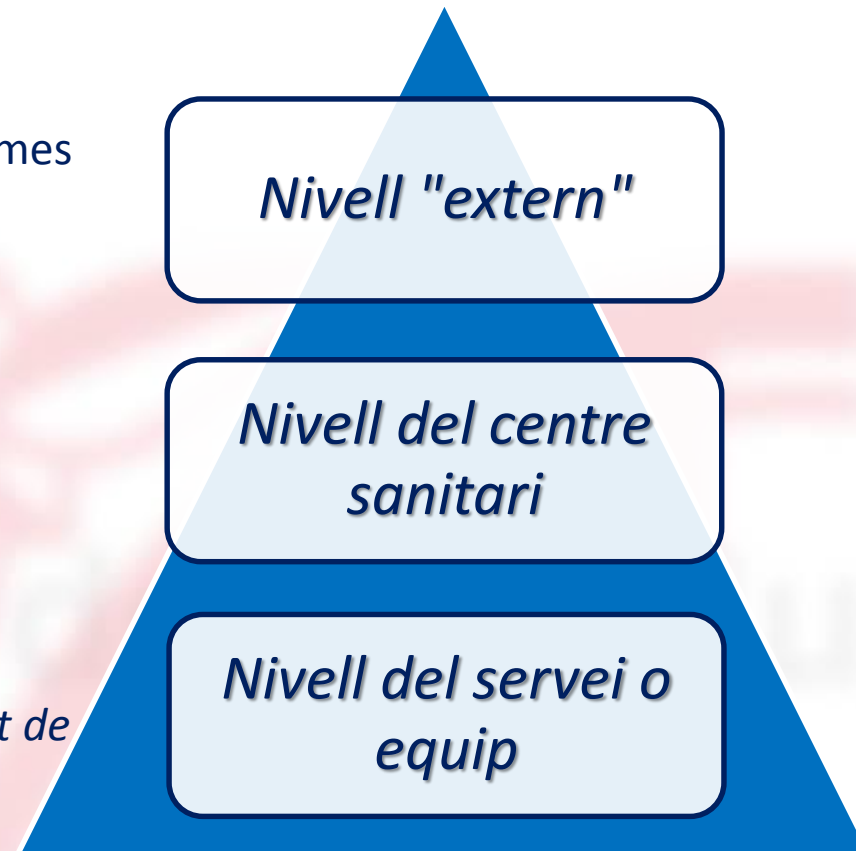 mes
Nivell "extern"
Nivell del centre
sanitari
Nivell del servei o
t de
equip